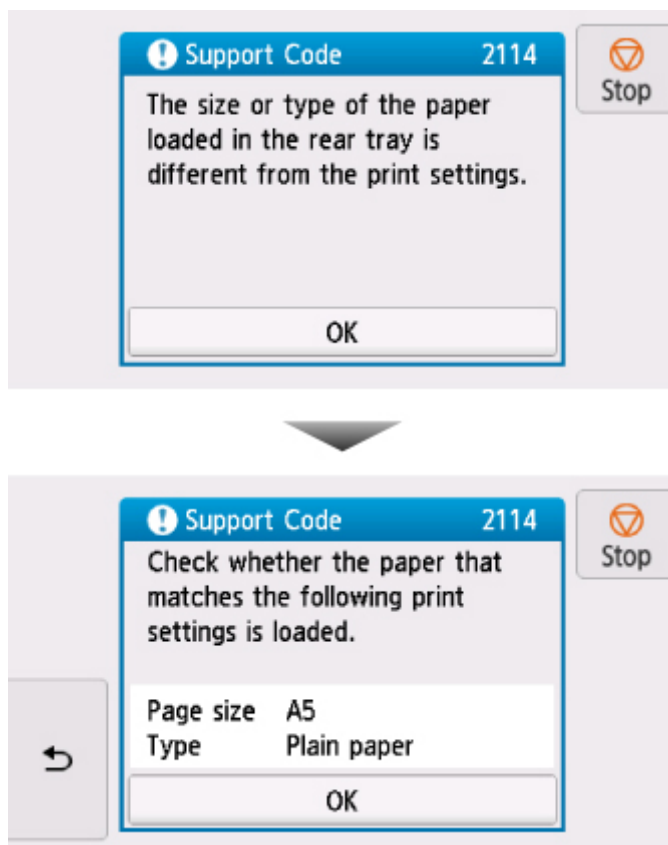 Support Code 2114
Stop
The size or type of the paper
loaded in the rear tray is
different from the print settings.
OK
Support Code 2114
Stop
Check whether the paper that
matches the following print
settings is loaded.
Page size A5
Type Plain paper
OK